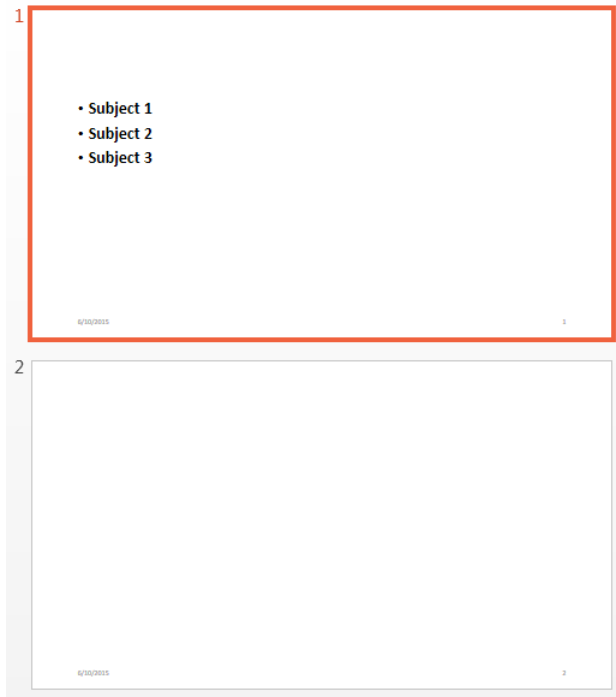 1
• Subject 1
• Subject 2
• Subject 3
6/10/2015 1
2
6/10/2015 2